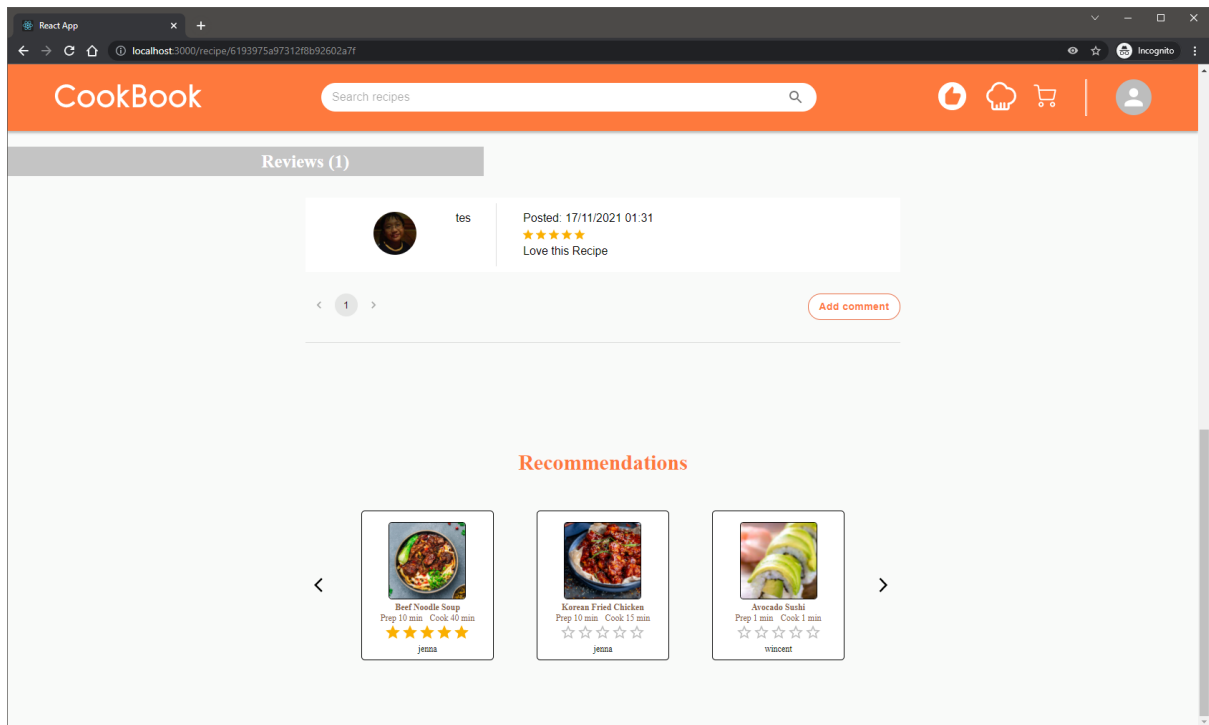 React App
localhost:3000/recipe/6193975a97312f8b92602a7f
Incognito
CookBook
Search recipes
Reviews (1)
tes
Posted: 17/11/2021 01:31
Love this Recipe
1
Add comment
Recommendations
Beef Noodle Soup
Prep 10 min Cook 40 min
jenna
Korean Fried Chicken
Prep 10 min Cook 15 min
jenna
Avocado Sushi
Prep 1 min Cook 1 min
wincent